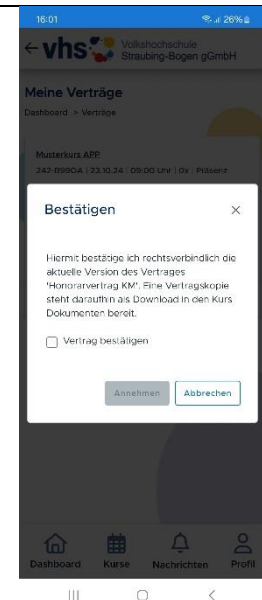 16:01
26%
vhs
Volkshochschule
Straubing-Bogen gGmbH
Meine Verträge
Dashboard > Verträge
Musterkurs APP
242-B990A | 23.10.24 | 09:00 Uhr | 0x | Präsenz
Bestätigen
Hiermit bestätige ich rechtsverbindlich die
aktuelle Version des Vertrages
'Honorarvertrag KM'. Eine Vertragskopie
steht daraufhin als Download in den Kurs
Dokumenten bereit.
Vertrag bestätigen
Annehmen Abbrechen
Dashboard Kurse Nachrichten Profil